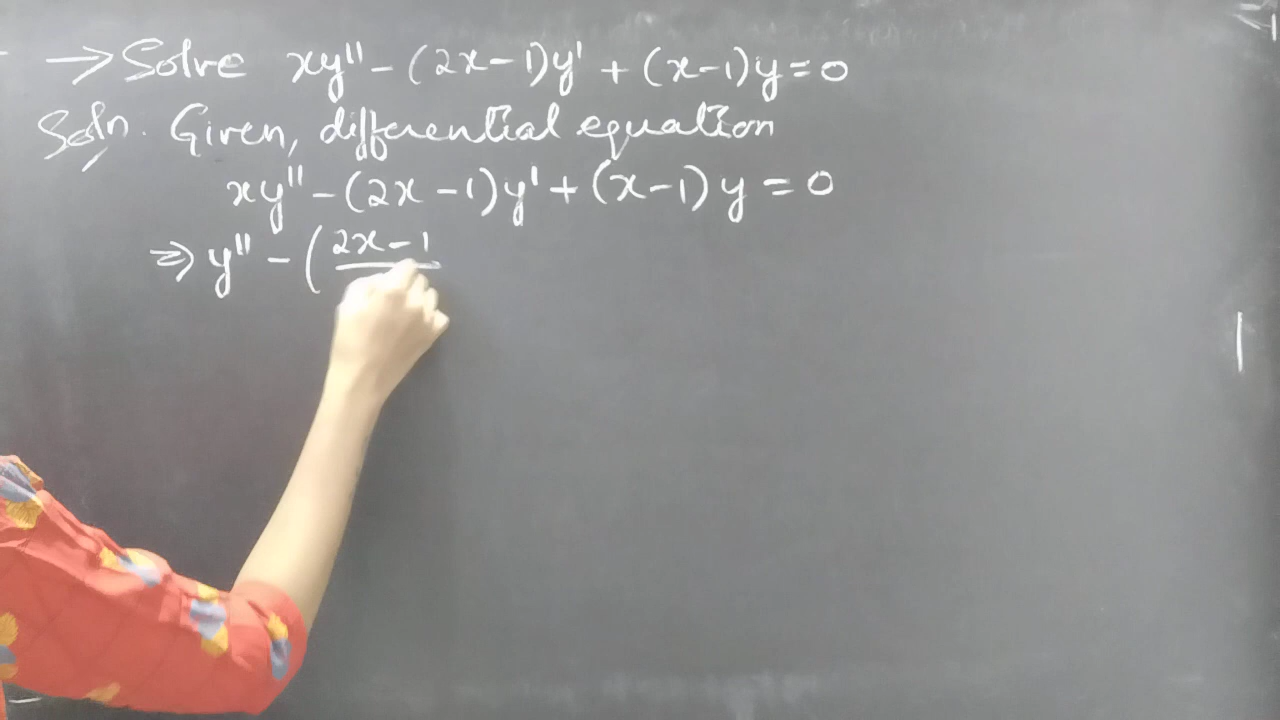 → Solve xy'' - (2x-1)y' + (x-1)y = 0
Soln. Given, differential equation
xy'' - (2x-1)y' + (x-1)y = 0
⇒ y'' - (2x-1